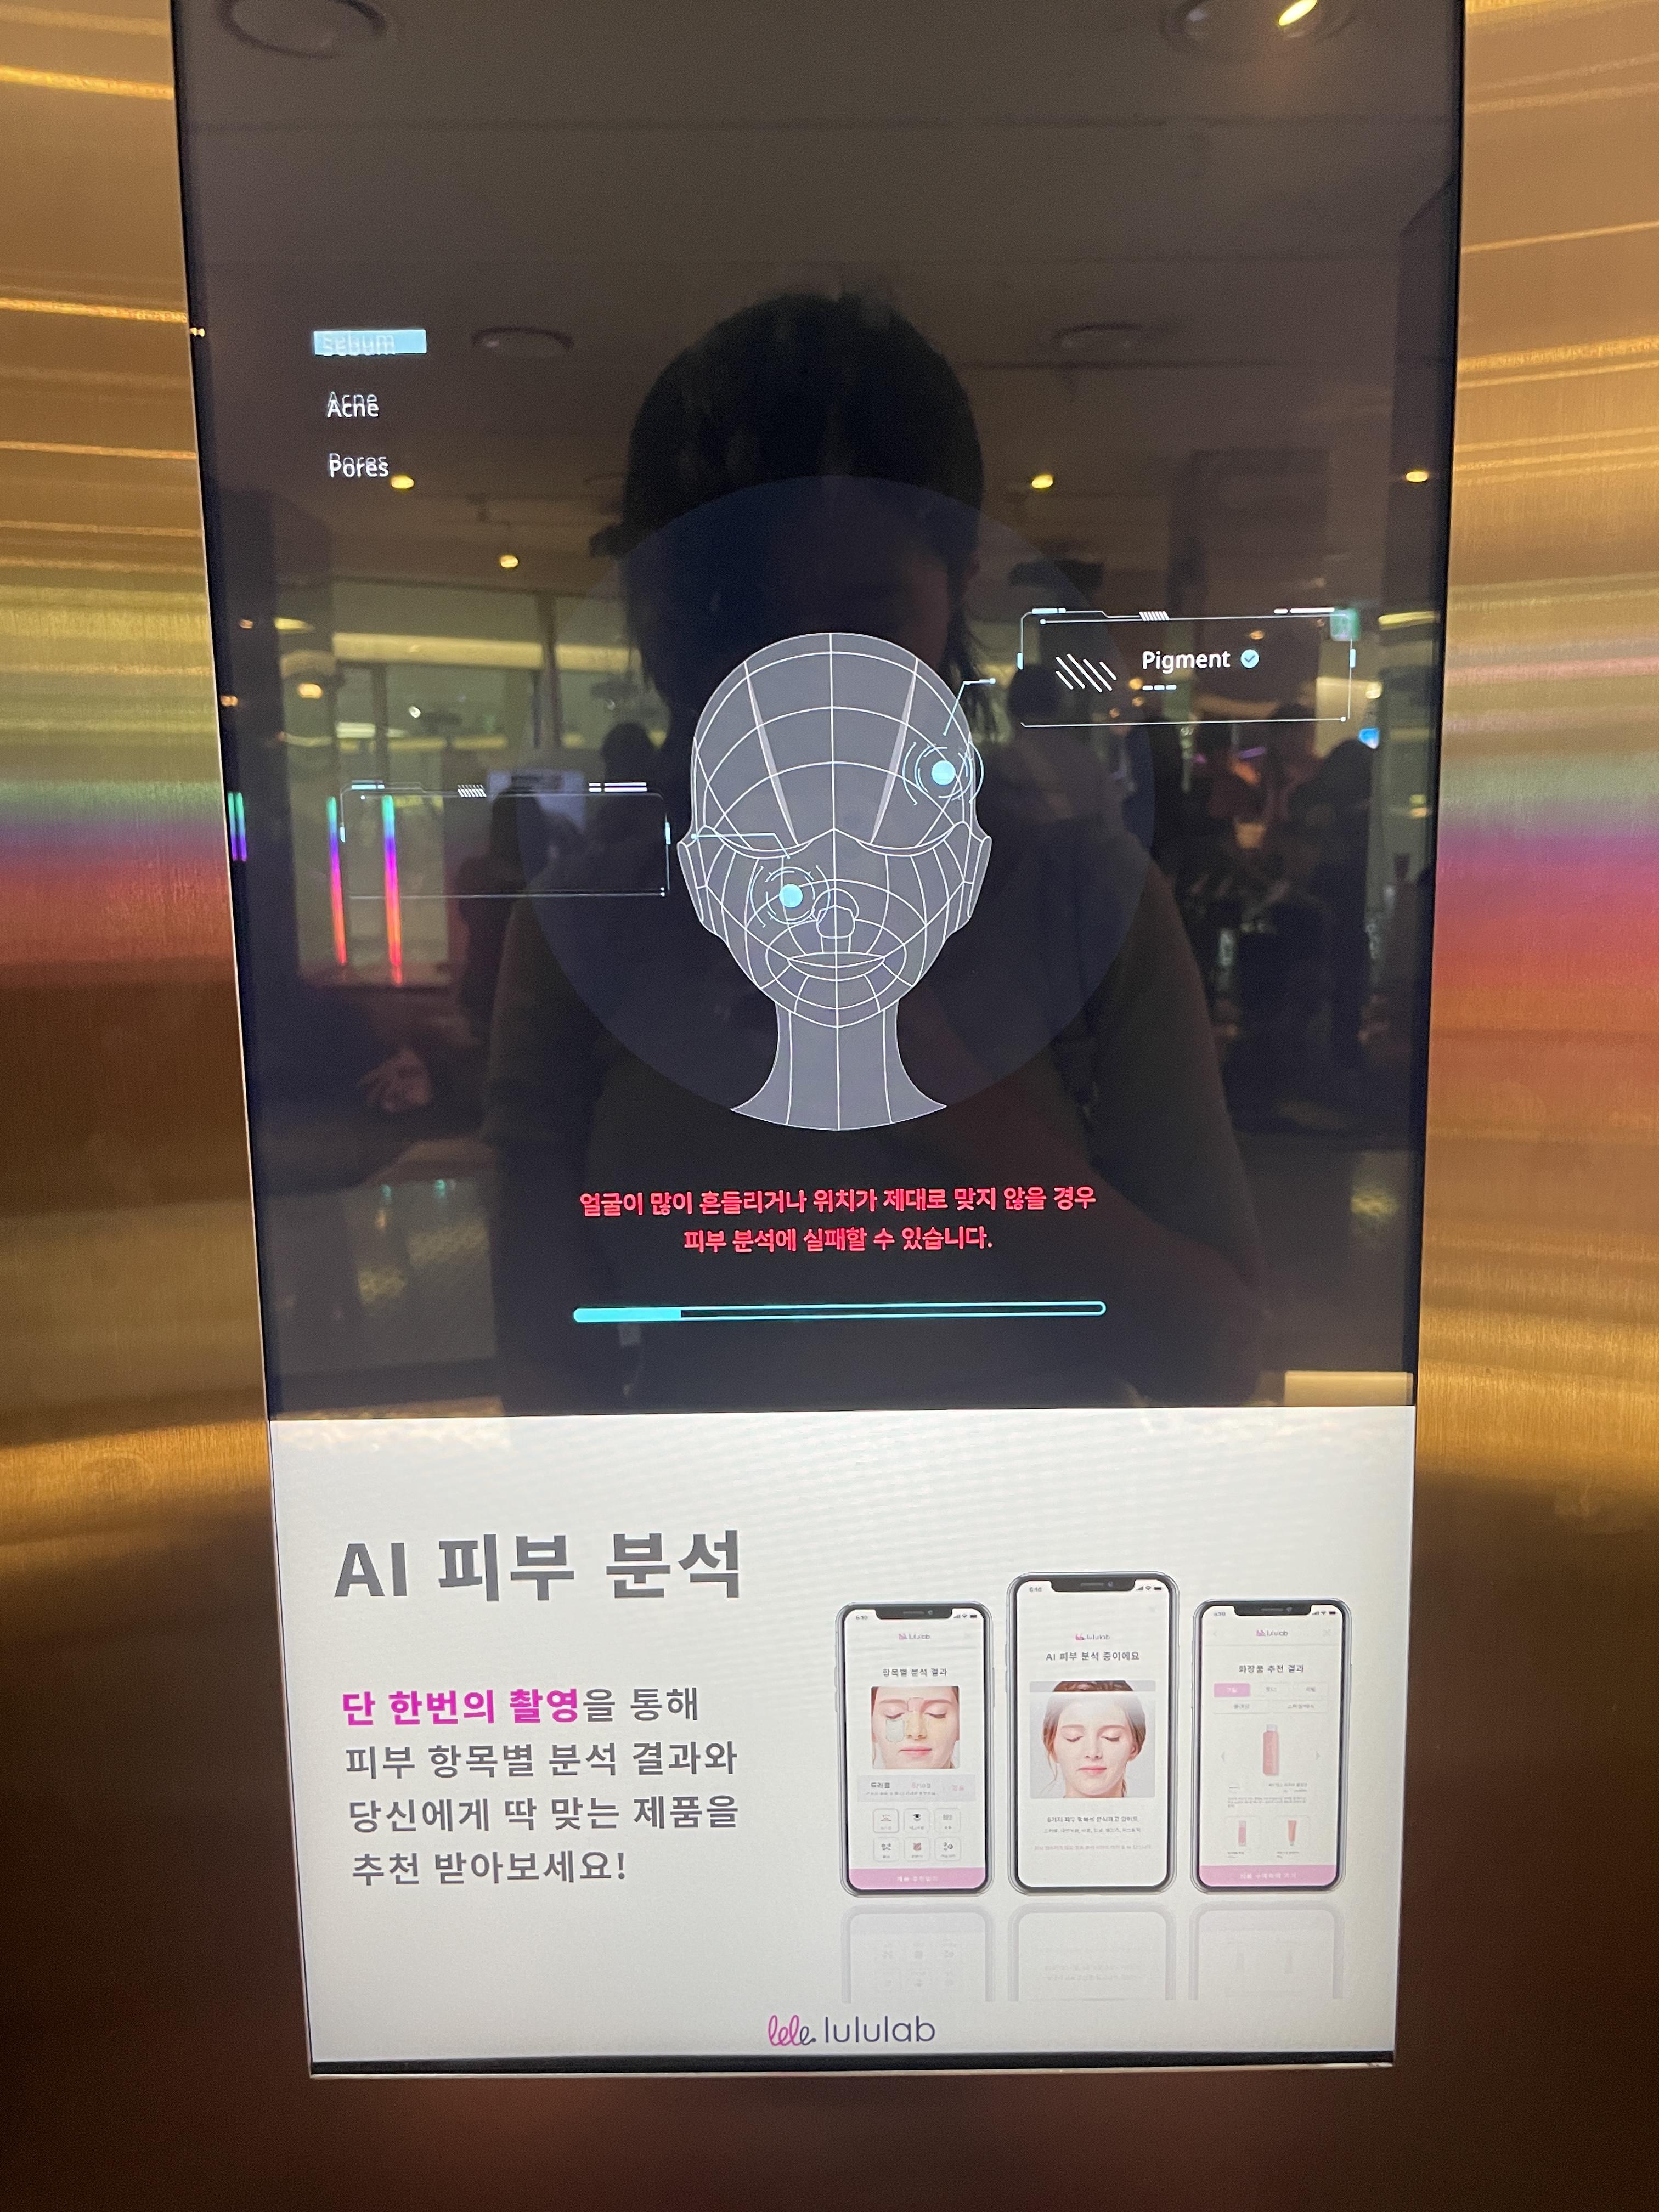 Sebum
Acne
Pores
Pigment
얼굴이 많이 흔들리거나 위치가 제대로 맞지 않을 경우
피부 분석에 실패할 수 있습니다.
AI 피부 분석
단 한번의 촬영을 통해
피부 항목별 분석 결과와
당신에게 딱 맞는 제품을
추천 받아보세요!
lululab
항목별 분석 결과
lululab
AI 피부 분석 중이에요
lululab
화장품 추천 결과
lele lululab